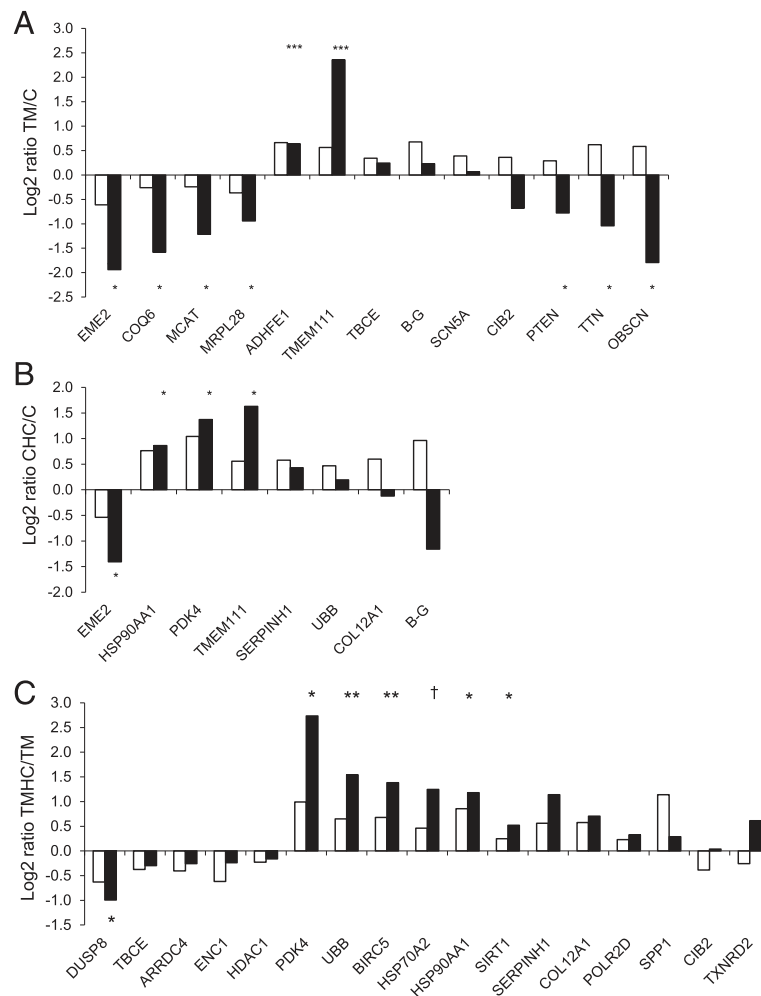 A
Log2 ratio TM/C
3.0
2.5
2.0
1.5
1.0
0.5
0.0
-0.5
-1.0
-1.5
-2.0
-2.5
*** ***
* * * * * * *
EME2 COQ6 MCAT MRPL28 ADHFE1 TMEM111 TBCE B-G SCN5A CIB2 PTEN TTN OBSCN
B
Log2 ratio CHC/C
2.0
1.5
1.0
0.5
0.0
-0.5
-1.0
-1.5
-2.0
* * *
*
EME2 HSP90AA1 PDK4 TMEM111 SERPINH1 UBB COL12A1 B-G
C
Log2 ratio TMHC/TM
3.0
2.5
2.0
1.5
1.0
0.5
0.0
-0.5
-1.0
-1.5
* ** ** † * *
*
DUSP8 TBCE ARRDC4 ENC1 HDAC1 PDK4 UBB BIRC5 HSP70A2 HSP90AA1 SIRT1 SERPINH1 COL12A1 POLR2D SPP1 CIB2 TXNRD2